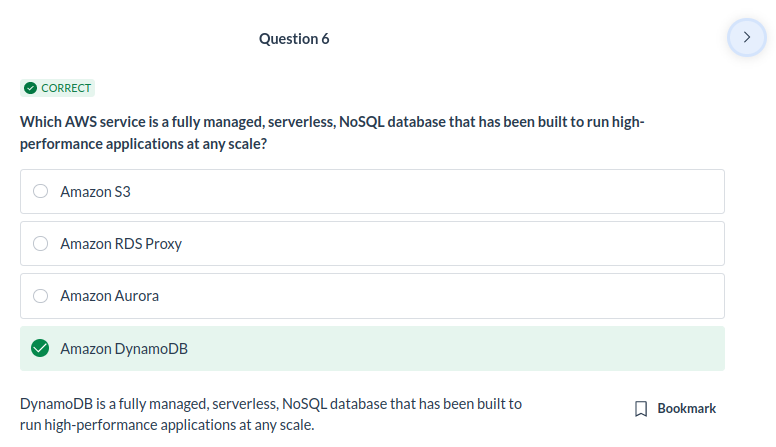 Question 6
CORRECT
Which AWS service is a fully managed, serverless, NoSQL database that has been built to run high-
performance applications at any scale?
Amazon S3
Amazon RDS Proxy
Amazon Aurora
Amazon DynamoDB
DynamoDB is a fully managed, serverless, NoSQL database that has been built to
run high-performance applications at any scale.
Bookmark